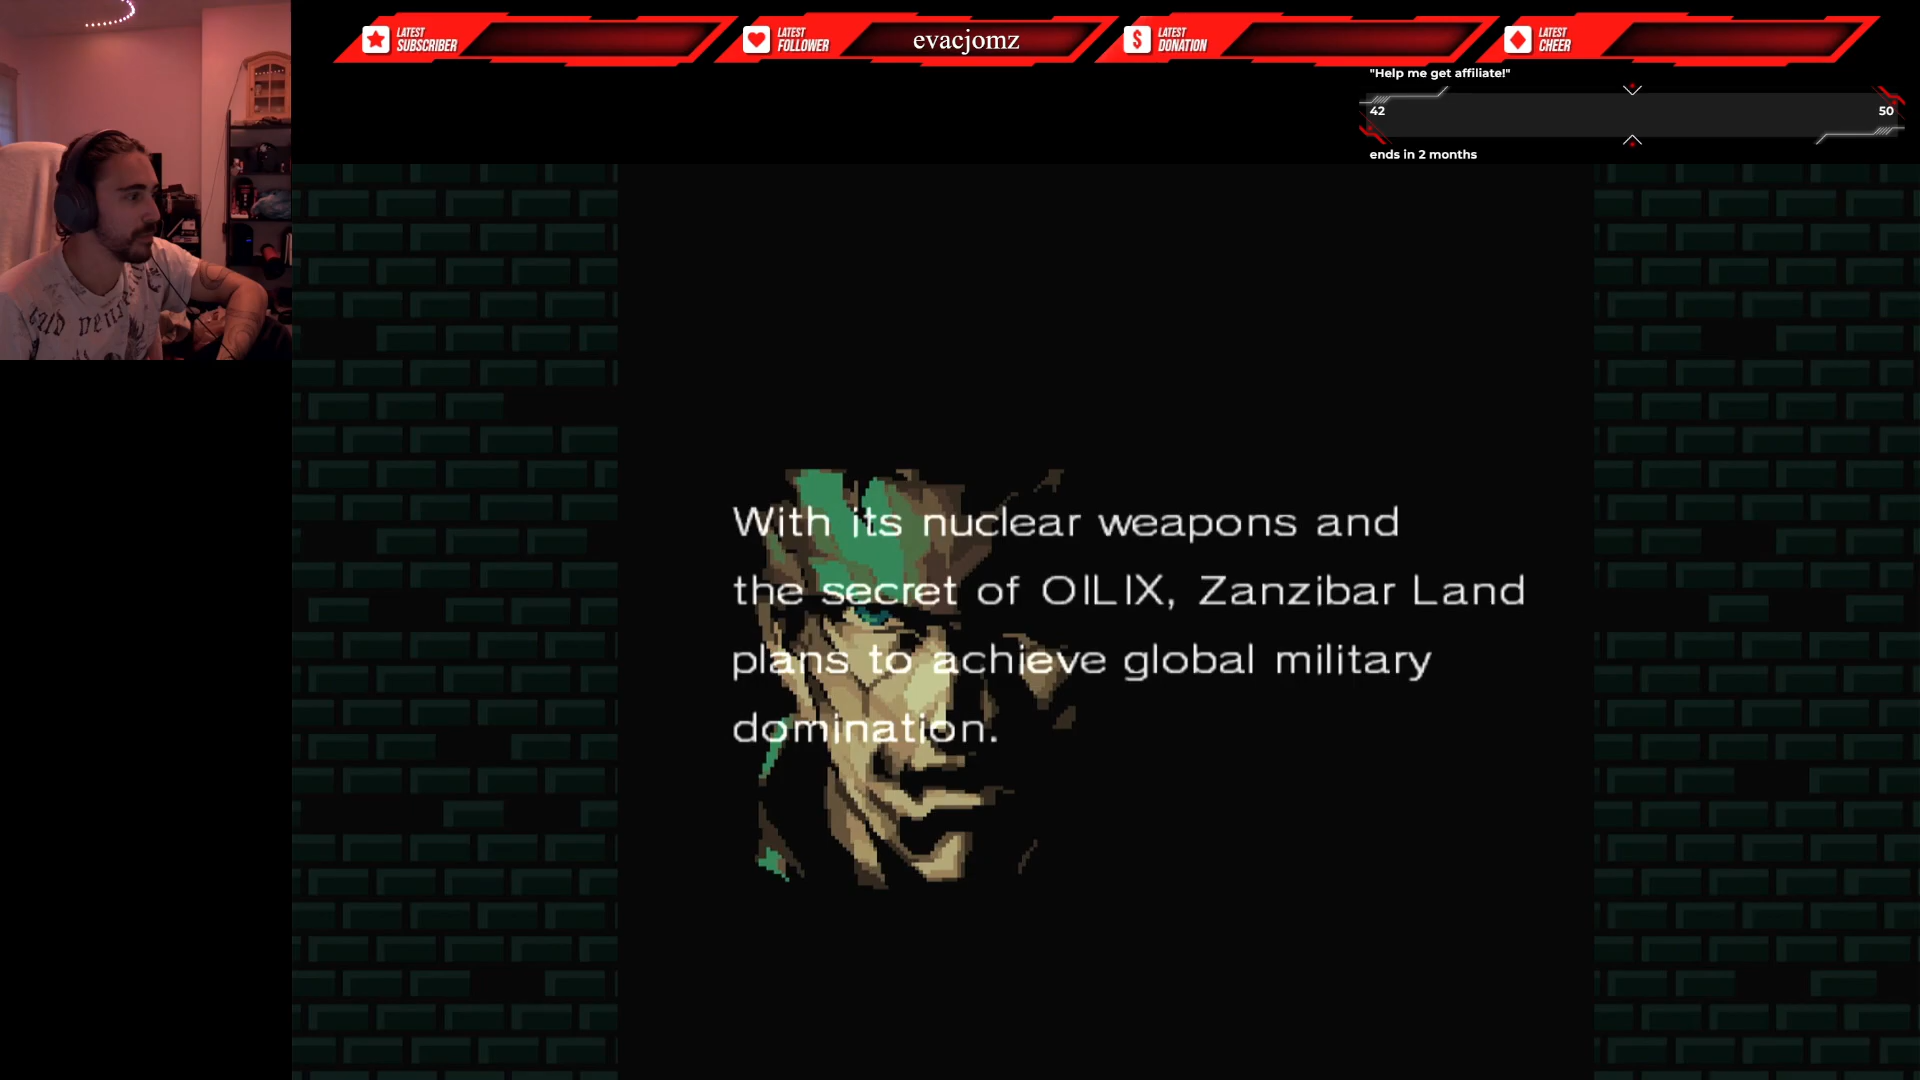 LATEST
SUBSCRIBER
LATEST
FOLLOWER
evacjomz
LATEST
DONATION
LATEST
CHEER
"Help me get affiliate!"
42
50
ends in 2 months
With its nuclear weapons and
the secret of OILIX, Zanzibar Land
plans to achieve global military
domination.